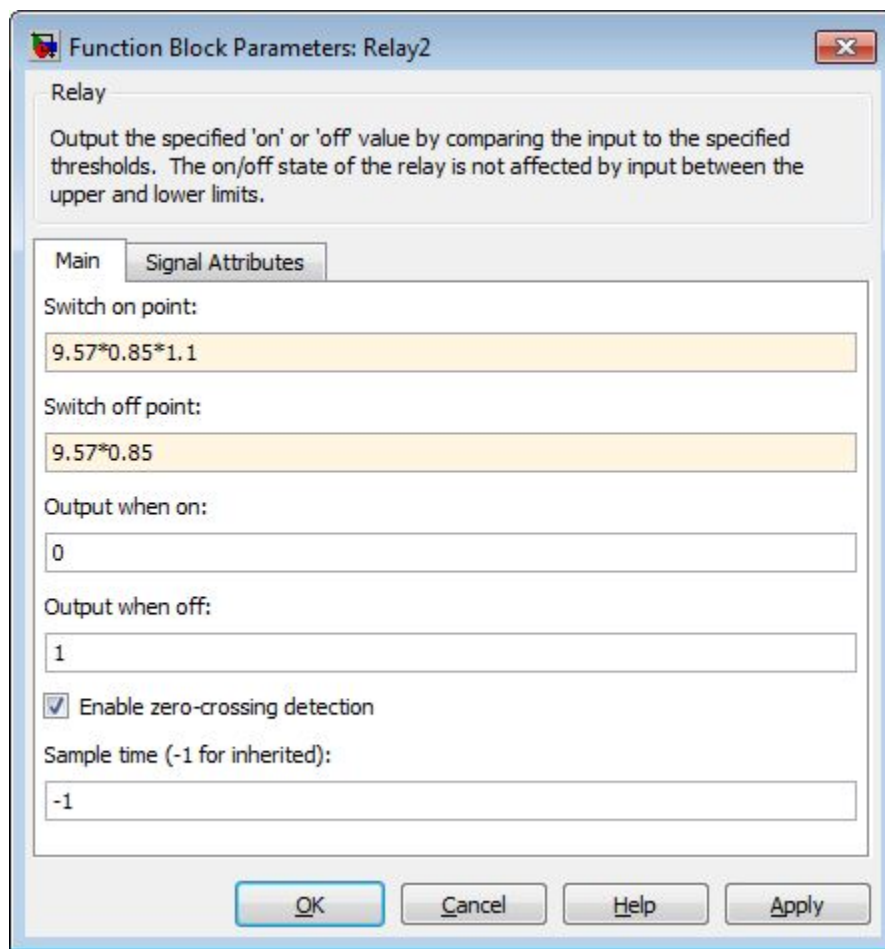 Function Block Parameters: Relay2
Relay
Output the specified 'on' or 'off' value by comparing the input to the specified
thresholds. The on/off state of the relay is not affected by input between the
upper and lower limits.
Main
Signal Attributes
Switch on point:
9.57*0.85*1.1
Switch off point:
9.57*0.85
Output when on:
0
Output when off:
1
Enable zero-crossing detection
Sample time (-1 for inherited):
-1
OK
Cancel
Help
Apply